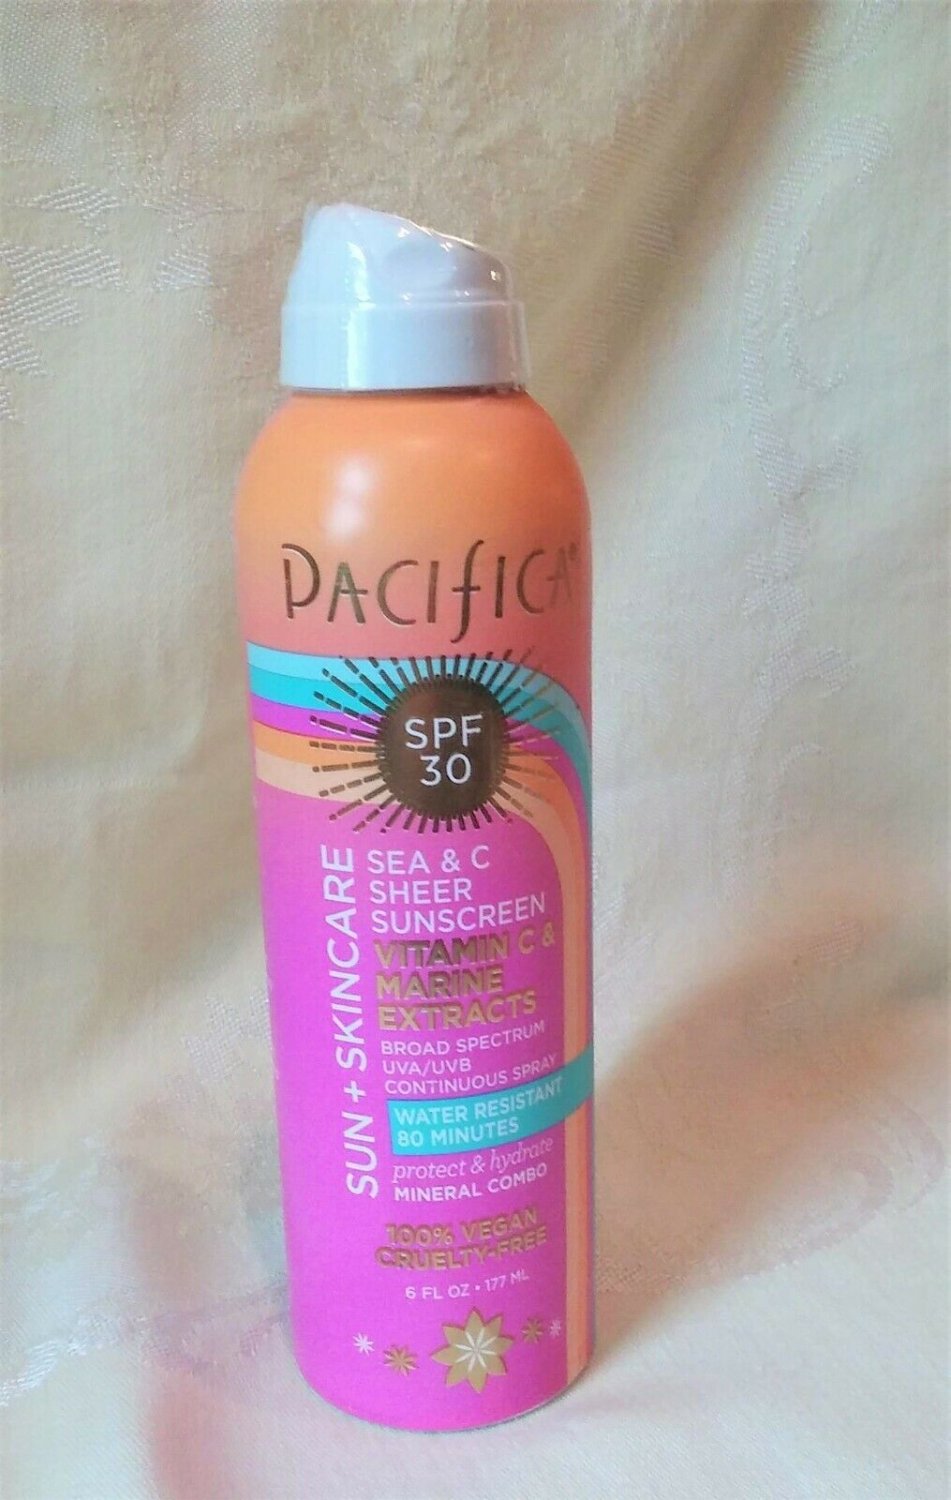 PACIfICA®
SPF
30
SUN + SKINCARE
SEA & C
SHEER
SUNSCREEN
VITAMIN C &
MARINE
EXTRACTS
BROAD SPECTRUM
UVA/UVB
CONTINUOUS SPRAY
WATER RESISTANT
80 MINUTES
protect & hydrate
MINERAL COMBO
100% VEGAN
CRUELTY-FREE
6 FL OZ • 177 ML